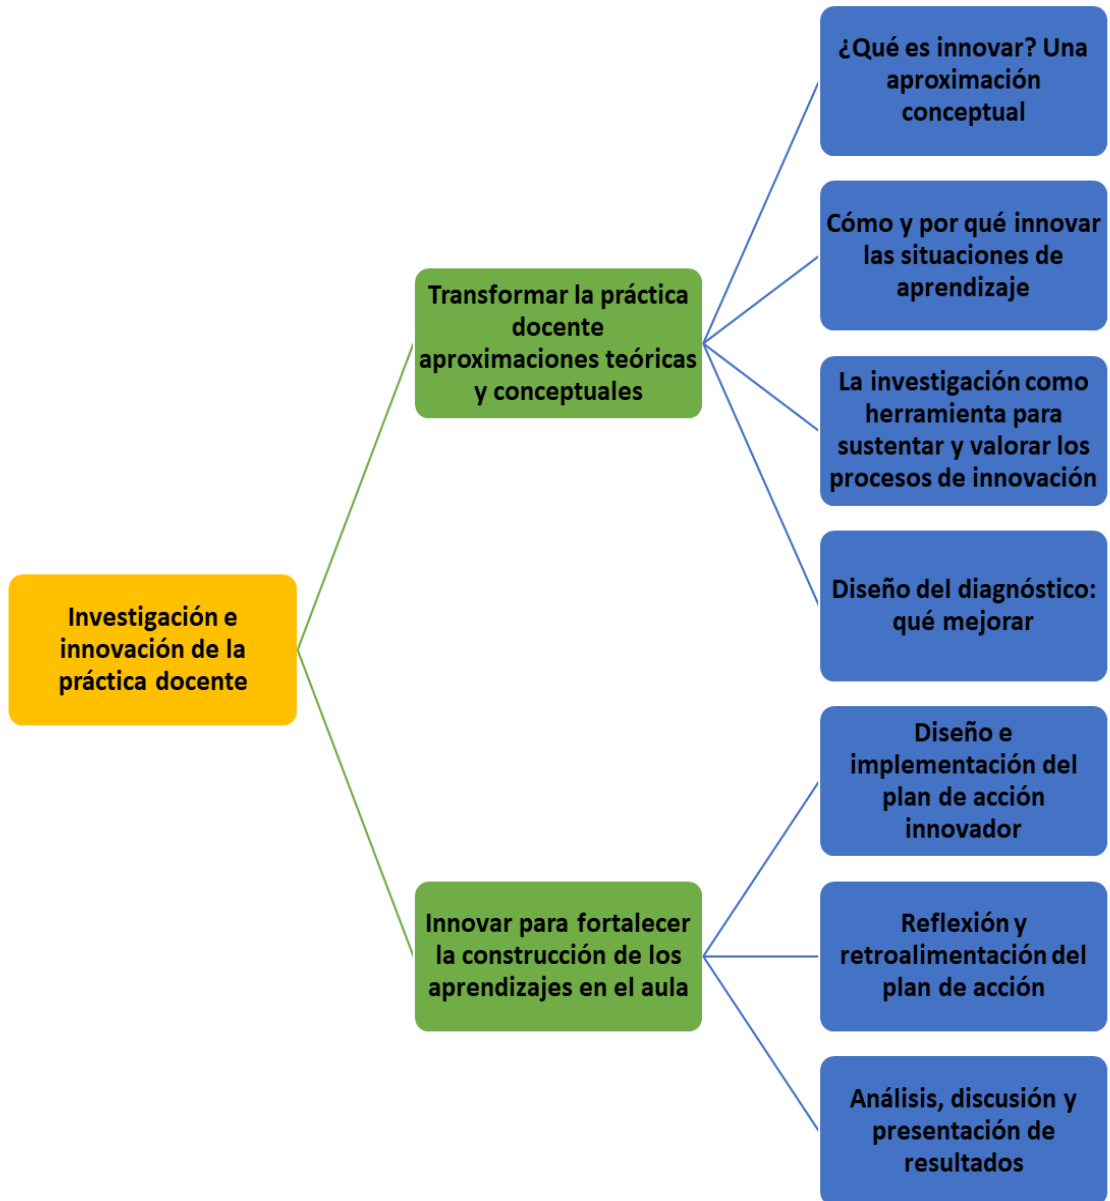 ¿Qué es innovar? Una
aproximación
conceptual
Cómo y por qué innovar
las situaciones de
aprendizaje
Transformar la práctica
docente
aproximaciones teóricas
y conceptuales
La investigación como
herramienta para
sustentar y valorar los
procesos de innovación
Diseño del diagnóstico:
qué mejorar
Investigación e
innovación de la
práctica docente
Diseño e
implementación del
plan de acción
innovador
Innovar para fortalecer
la construcción de los
aprendizajes en el aula
Reflexión y
retroalimentación del
plan de acción
Análisis, discusión y
presentación de
resultados